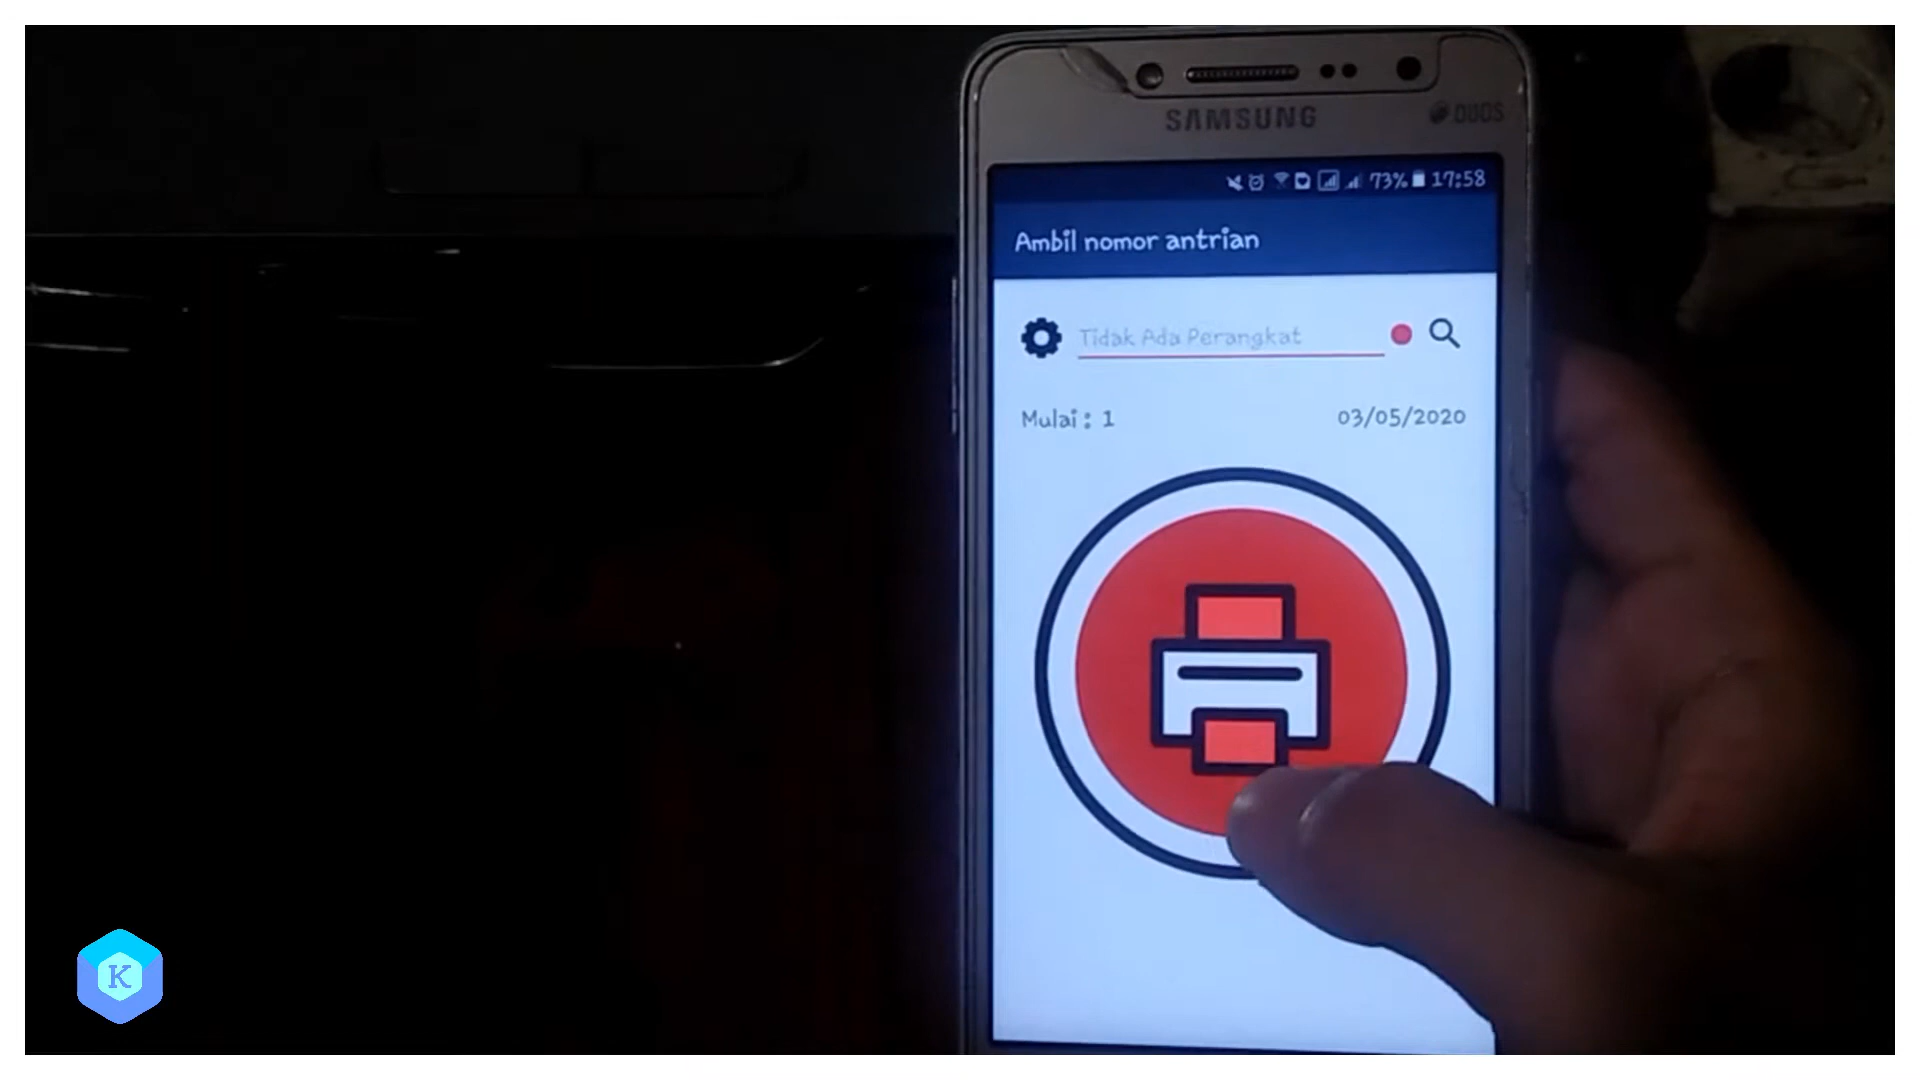 SAMSUNG
DUOS
73% 17:58
Ambil nomor antrian
Tidak Ada Perangkat
Mulai : 1
03/05/2020
K